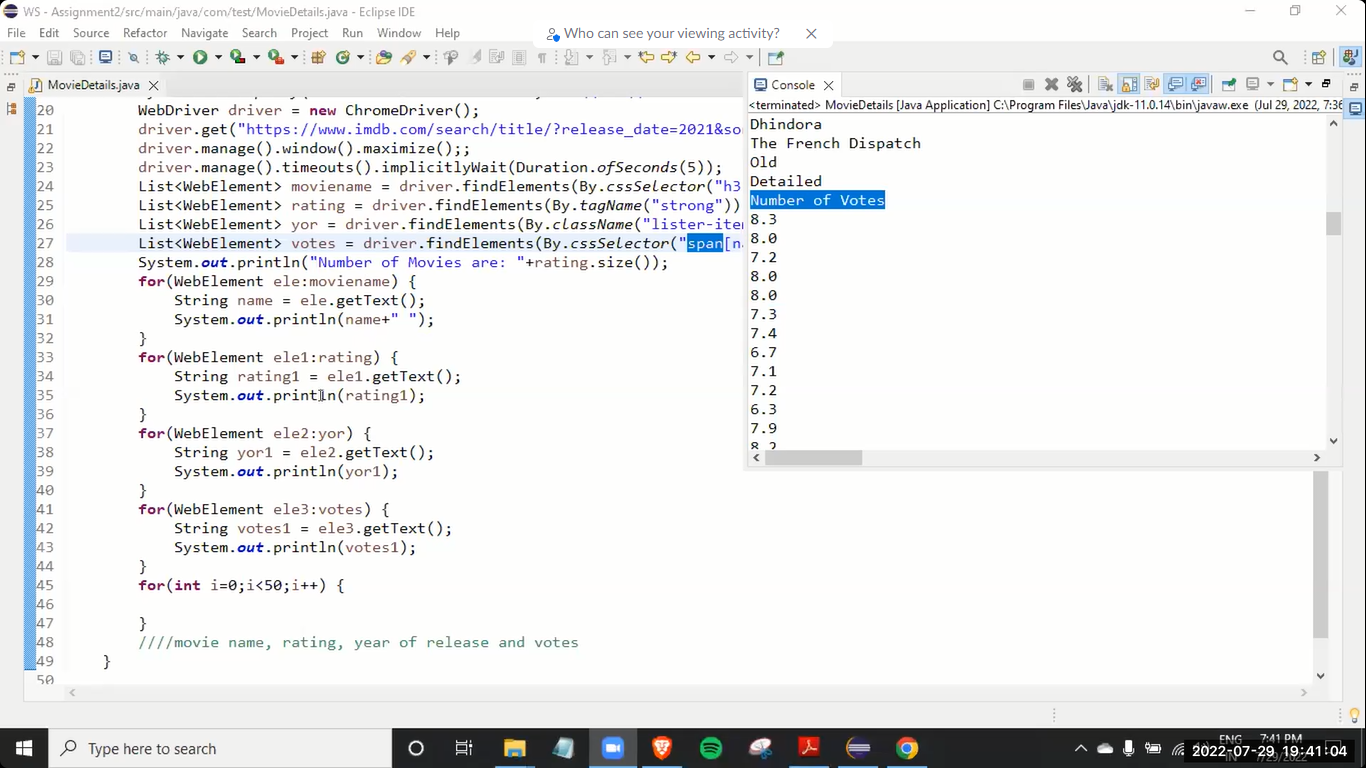 WS - Assignment2/src/main/java/com/test/MovieDetails.java - Eclipse IDE
Who can see your viewing activity?
File Edit Source Refactor Navigate Search Project Run Window Help
MovieDetails.java
20 WebDriver driver = new ChromeDriver();
21 driver.get("https://www.imdb.com/search/title/?release_date=2021&so
22 driver.manage().window().maximize();;
23 driver.manage().timeouts().implicitlyWait(Duration.ofSeconds(5));
24 List<WebElement> moviename = driver.findElements(By.cssSelector("h3
25 List<WebElement> rating = driver.findElements(By.tagName("strong"))
26 List<WebElement> yor = driver.findElements(By.className("lister-ite
27 List<WebElement> votes = driver.findElements(By.cssSelector("span[n
28 System.out.println("Number of Movies are: "+rating.size());
29 for(WebElement ele:moviename) {
30 String name = ele.getText();
31 System.out.println(name+" ");
32 }
33 for(WebElement ele1:rating) {
34 String rating1 = ele1.getText();
35 System.out.println(rating1);
36 }
37 for(WebElement ele2:yor) {
38 String yor1 = ele2.getText();
39 System.out.println(yor1);
40 }
41 for(WebElement ele3:votes) {
42 String votes1 = ele3.getText();
43 System.out.println(votes1);
44 }
45 for(int i=0;i<50;i++) {
46
47 }
48 ////movie name, rating, year of release and votes
49 }
50
Console
<terminated> MovieDetails [Java Application] C:\Program Files\Java\jdk-11.0.14\bin\javaw.exe (Jul 29, 2022, 7:36
Dhindora
The French Dispatch
Old
Detailed
Number of Votes
8.3
8.0
7.2
8.0
8.0
7.3
7.4
6.7
7.1
7.2
6.3
7.9
8.2
Type here to search
ENG
7:41 PM
2022-07-29, 19:41:04